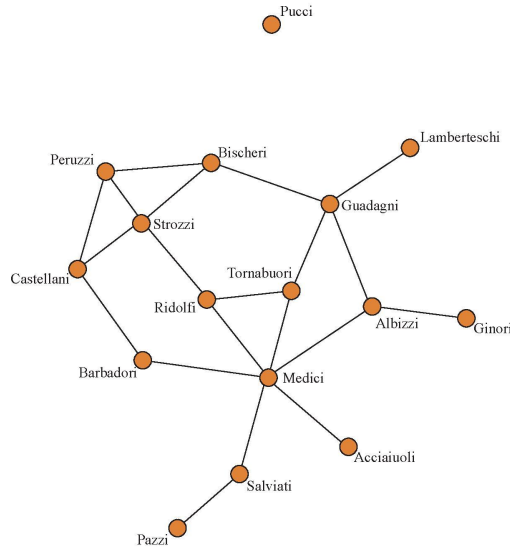 Pucci
Lamberteschi
Bischeri
Peruzzi
Guadagni
Strozzi
Tornabuori
Castellani
Ridolfi
Albizzi
Ginori
Barbadori
Medici
Acciaiuoli
Salviati
Pazzi